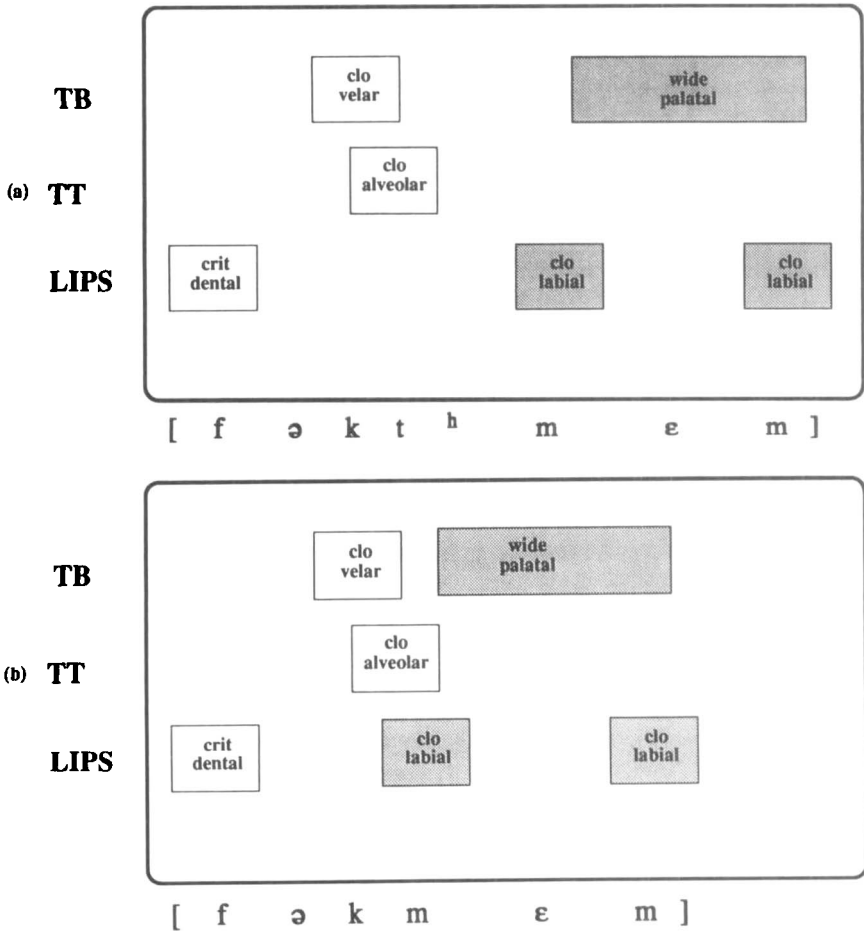 TB
clo
velar
wide
palatal
(a) TT
clo
alveolar
LIPS
crit
dental
clo
labial
clo
labial
[ f ə k t ʰ m ɛ m ]
TB
clo
velar
wide
palatal
(b) TT
clo
alveolar
LIPS
crit
dental
clo
labial
clo
labial
[ f ə k m ɛ m ]